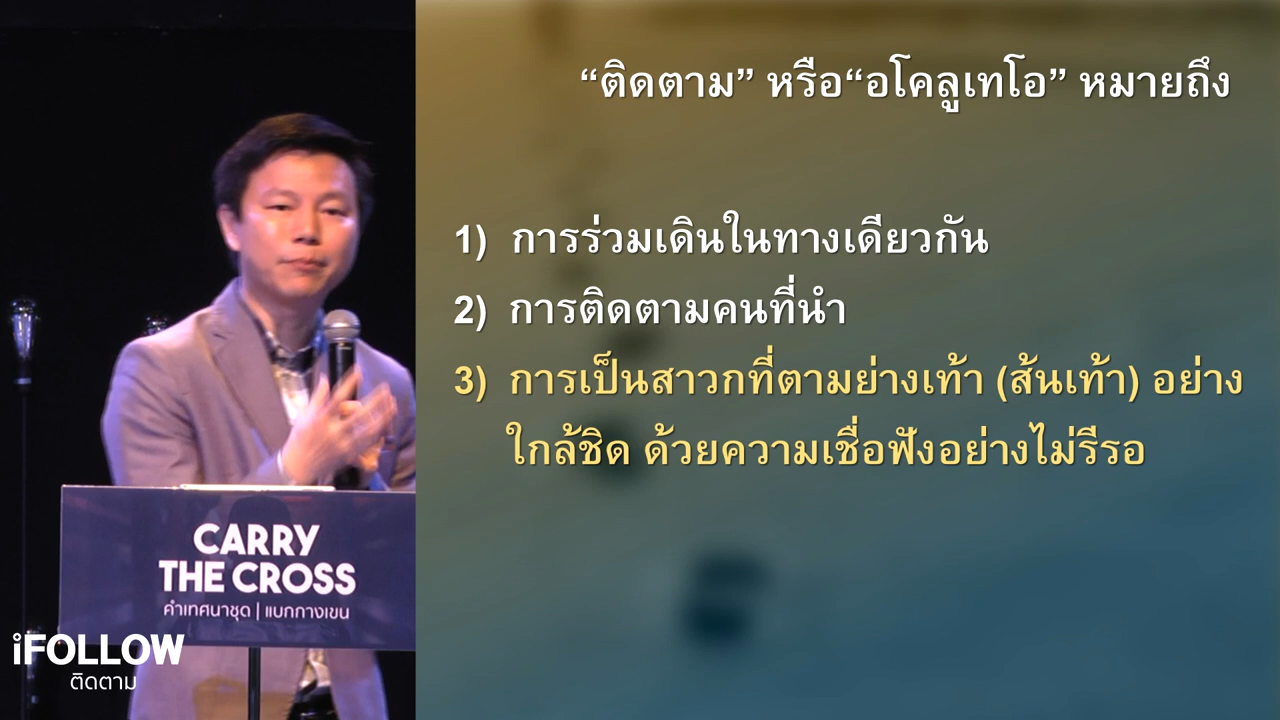 “ติดตาม” หรือ“อโคลูเทโอ” หมายถึง
1) การร่วมเดินในทางเดียวกัน
2) การติดตามคนที่นำ
3) การเป็นสาวกที่ตามย่างเท้า (ส้นเท้า) อย่าง
ใกล้ชิด ด้วยความเชื่อฟังอย่างไม่รีรอ
CARRY
THE CROSS
คำเทศนาชุด | แบกกางเขน
iFOLLOW
ติดตาม